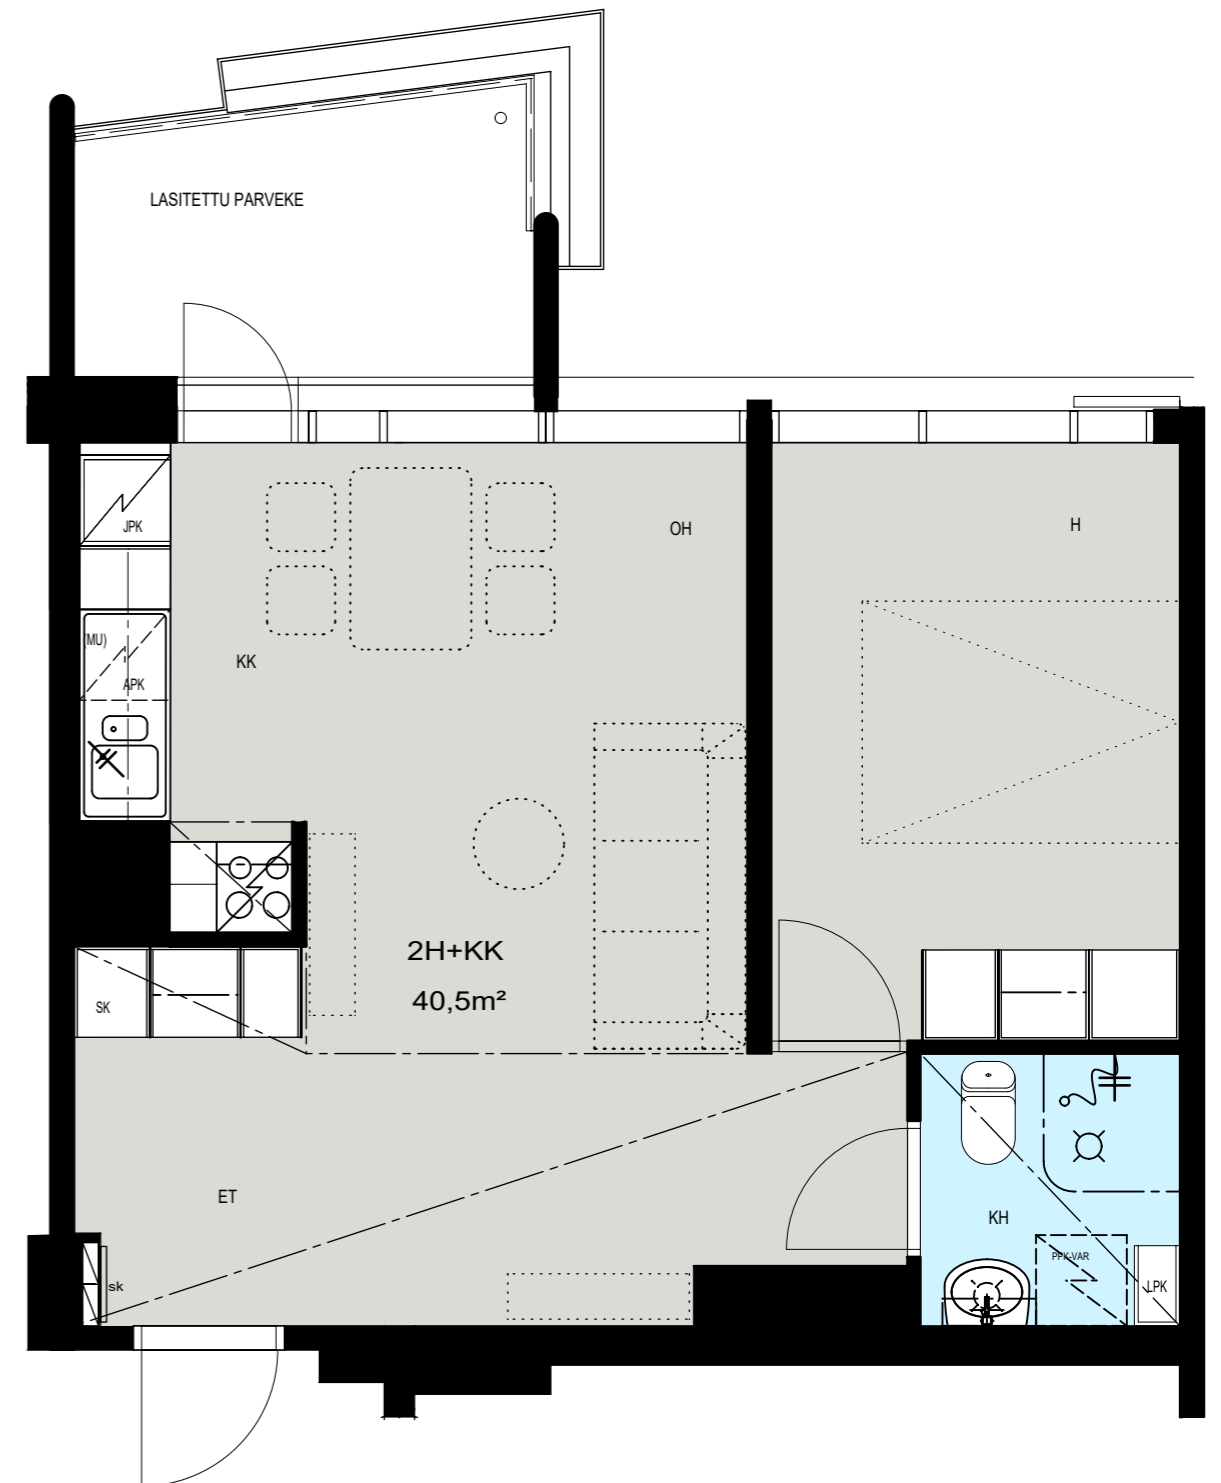 LASITETTU PARVEKE
JPK
OH
H
(MU)
KK
APK
2H+KK
40,5m²
SK
ET
KH
PPK-VAR
sk
LPK